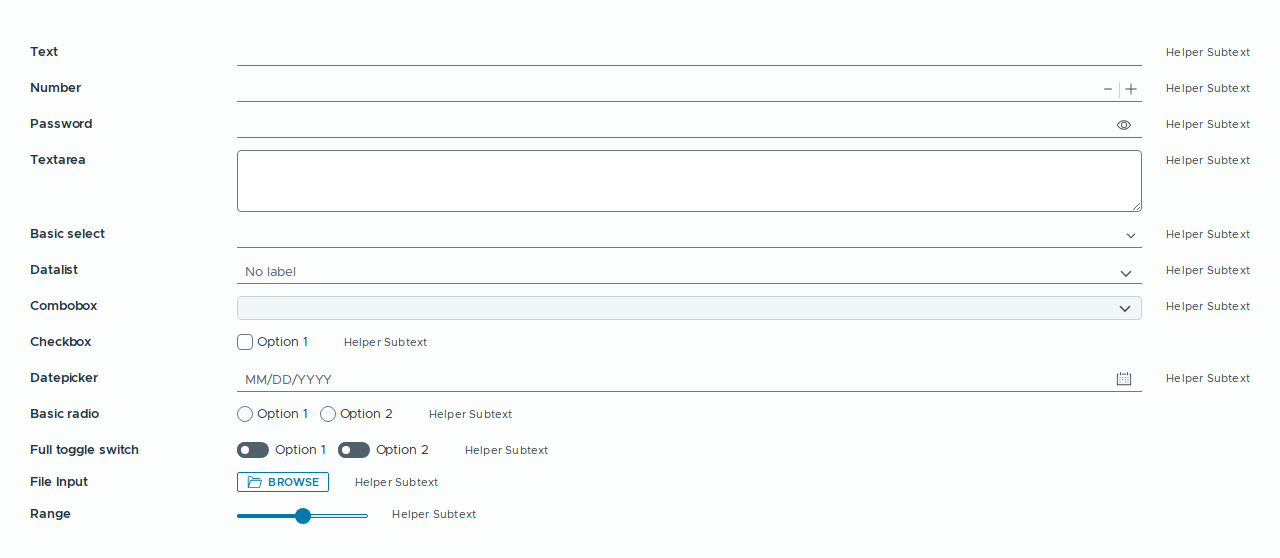 Text Helper Subtext
Number Helper Subtext
Password Helper Subtext
Textarea Helper Subtext
Basic select Helper Subtext
Datalist No label Helper Subtext
Combobox Helper Subtext
Checkbox Option 1 Helper Subtext
Datepicker MM/DD/YYYY Helper Subtext
Basic radio Option 1 Option 2 Helper Subtext
Full toggle switch Option 1 Option 2 Helper Subtext
File Input BROWSE Helper Subtext
Range Helper Subtext